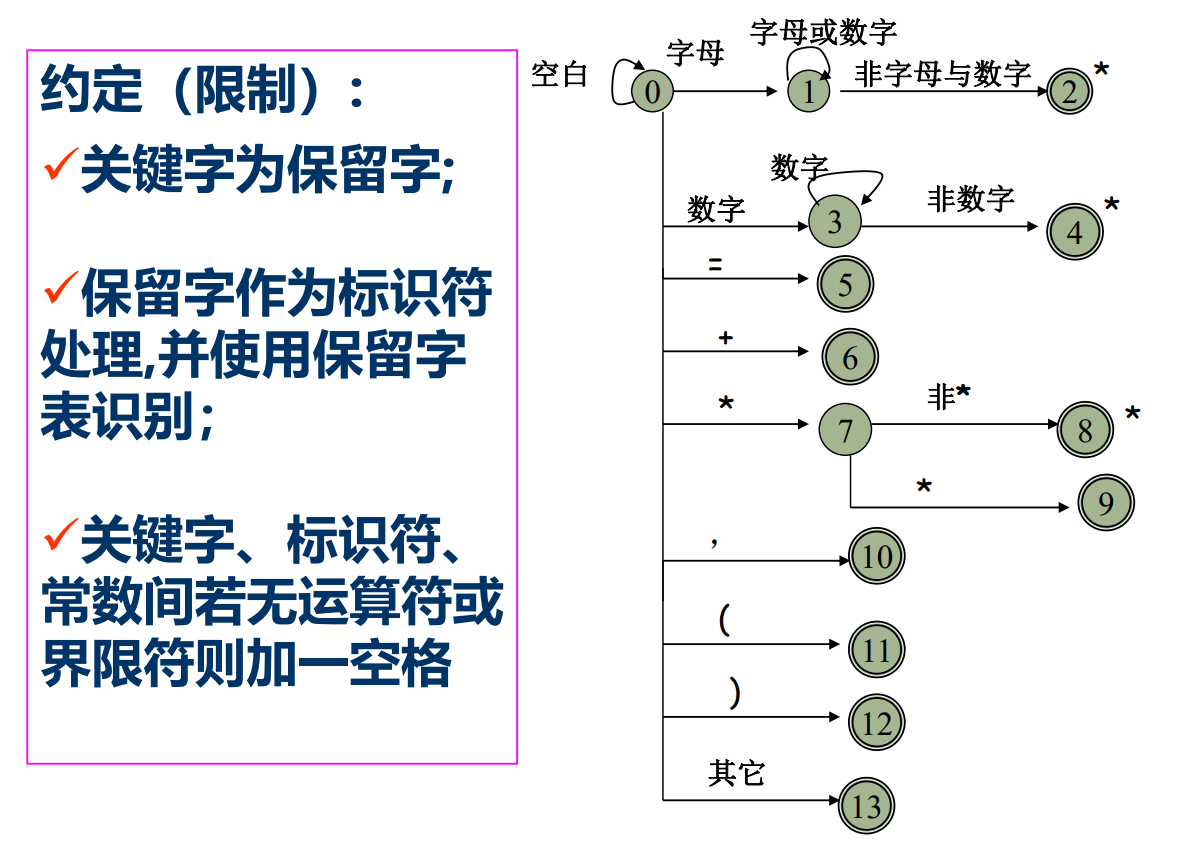 约定（限制）:
✓关键字为保留字;
✓保留字作为标识符
处理,并使用保留字
表识别；
✓关键字、标识符、
常数间若无运算符或
界限符则加一空格
字母或数字
空白
字母
非字母与数字
*
0
1
2
数字
数字
非数字
*
3
4
=
5
+
6
*
非*
*
7
8
*
9
，
10
(
11
)
12
其它
13